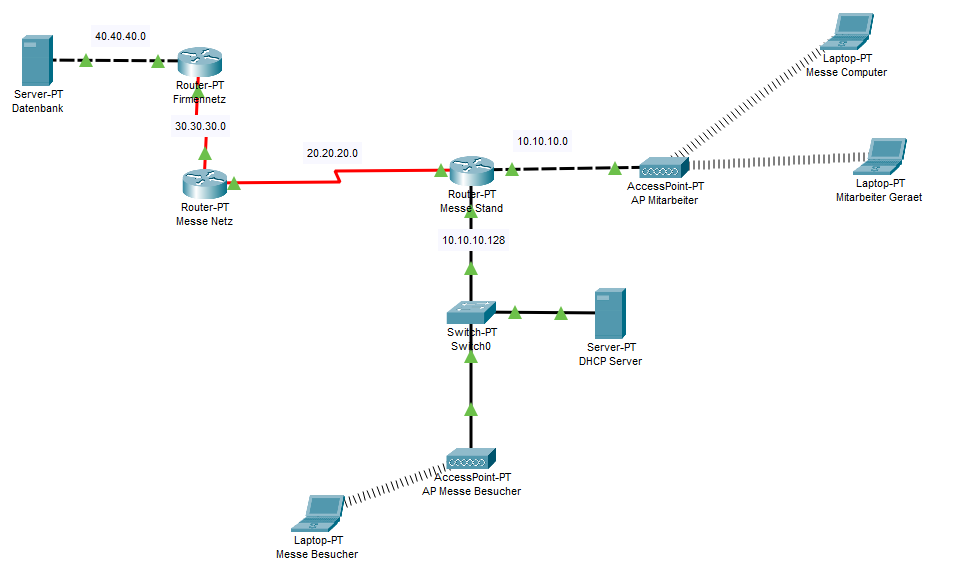 40.40.40.0
Server-PT
Datenbank
Router-PT
Firmennetz
30.30.30.0
Router-PT
Messe Netz
20.20.20.0
Router-PT
Messe Stand
10.10.10.0
AccessPoint-PT
AP Mitarbeiter
Laptop-PT
Messe Computer
Laptop-PT
Mitarbeiter Geraet
10.10.10.128
Switch-PT
Switch0
Server-PT
DHCP Server
AccessPoint-PT
AP Messe Besucher
Laptop-PT
Messe Besucher